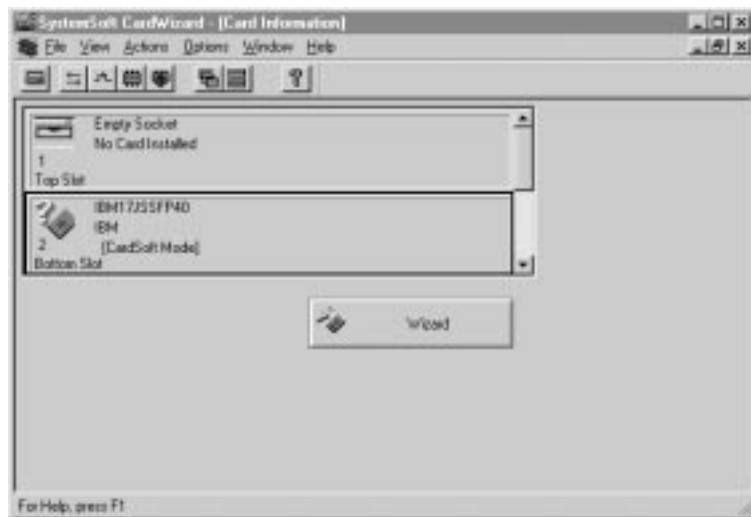 SystemSoft CardWizard - [Card Information]
File View Actions Options Window Help
Empty Socket
No Card Installed
1
Top Slot
IBM17JSSFP40
IBM
2
[CardSoft Mode]
Bottom Slot
Wizard
For Help, press F1